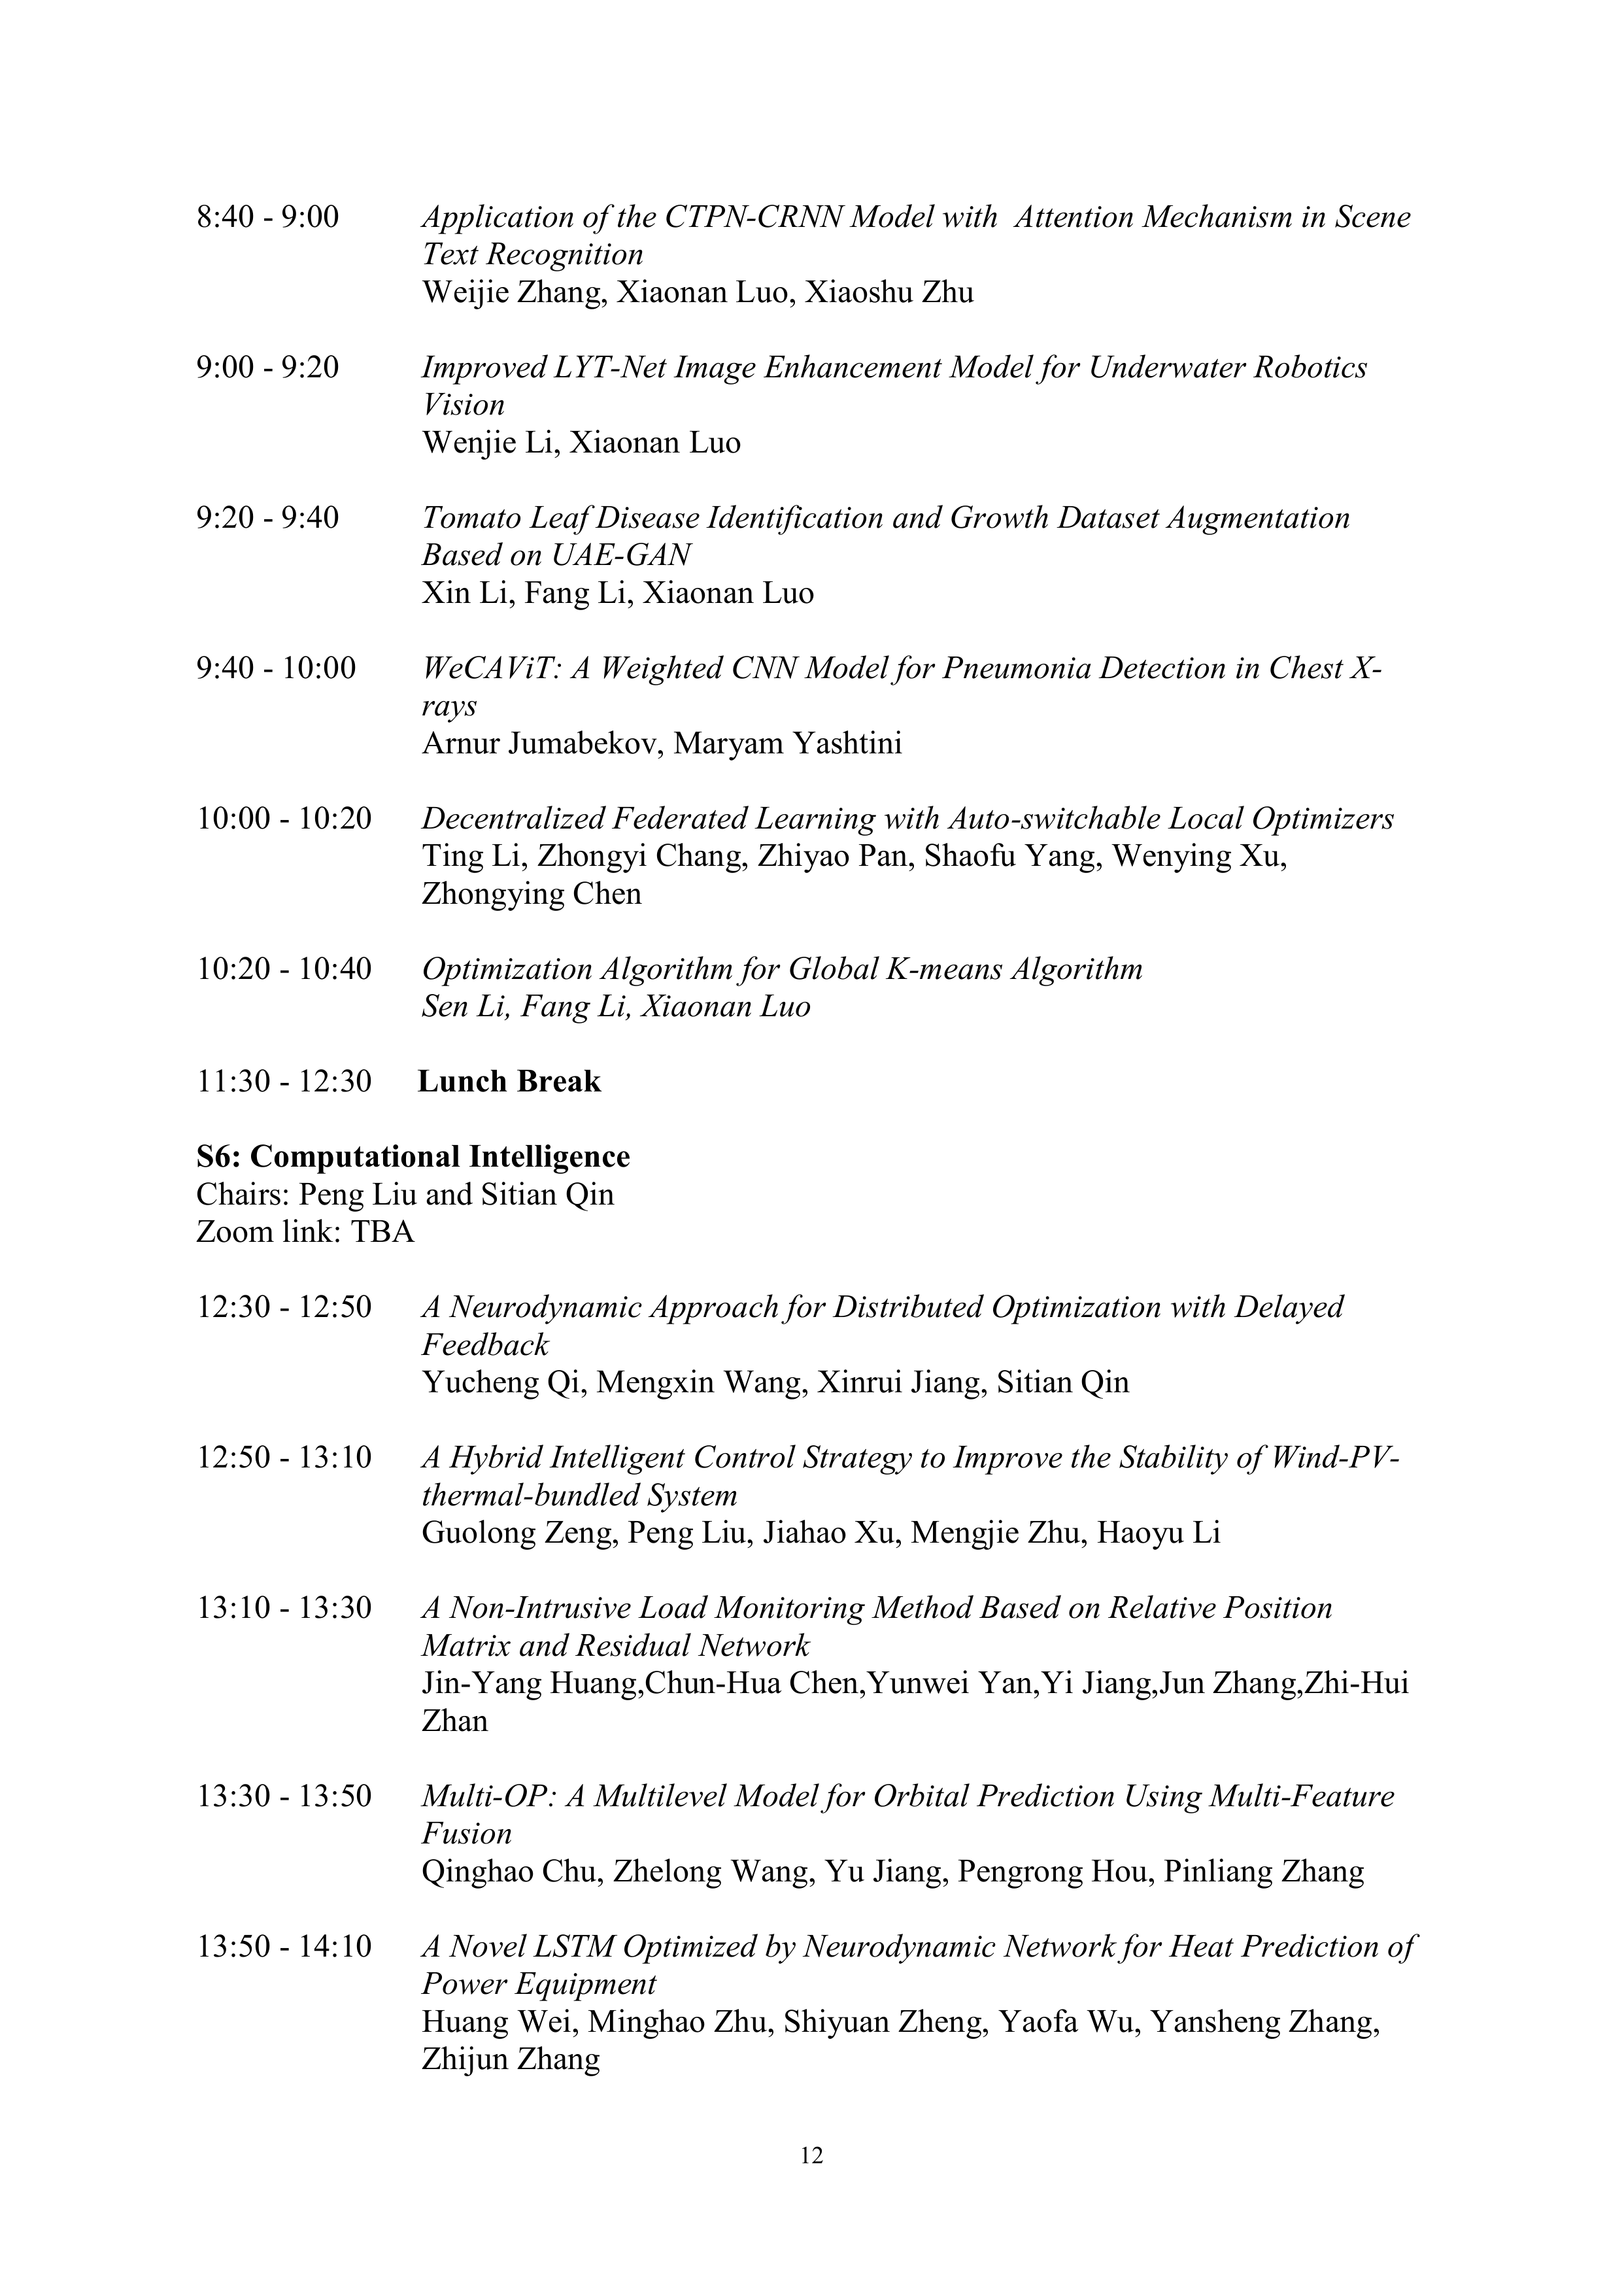 8:40 - 9:00 Application of the CTPN-CRNN Model with  Attention Mechanism in Scene
Text Recognition
Weijie Zhang, Xiaonan Luo, Xiaoshu Zhu
9:00 - 9:20 Improved LYT-Net Image Enhancement Model for Underwater Robotics
Vision
Wenjie Li, Xiaonan Luo
9:20 - 9:40 Tomato Leaf Disease Identification and Growth Dataset Augmentation
Based on UAE-GAN
Xin Li, Fang Li, Xiaonan Luo
9:40 - 10:00 WeCAViT: A Weighted CNN Model for Pneumonia Detection in Chest X-
rays
Arnur Jumabekov, Maryam Yashtini
10:00 - 10:20 Decentralized Federated Learning with Auto-switchable Local Optimizers
Ting Li, Zhongyi Chang, Zhiyao Pan, Shaofu Yang, Wenying Xu,
Zhongying Chen
10:20 - 10:40 Optimization Algorithm for Global K-means Algorithm
Sen Li, Fang Li, Xiaonan Luo
11:30 - 12:30 Lunch Break
S6: Computational Intelligence
Chairs: Peng Liu and Sitian Qin
Zoom link: TBA
12:30 - 12:50 A Neurodynamic Approach for Distributed Optimization with Delayed
Feedback
Yucheng Qi, Mengxin Wang, Xinrui Jiang, Sitian Qin
12:50 - 13:10 A Hybrid Intelligent Control Strategy to Improve the Stability of Wind-PV-
thermal-bundled System
Guolong Zeng, Peng Liu, Jiahao Xu, Mengjie Zhu, Haoyu Li
13:10 - 13:30 A Non-Intrusive Load Monitoring Method Based on Relative Position
Matrix and Residual Network
Jin-Yang Huang,Chun-Hua Chen,Yunwei Yan,Yi Jiang,Jun Zhang,Zhi-Hui
Zhan
13:30 - 13:50 Multi-OP: A Multilevel Model for Orbital Prediction Using Multi-Feature
Fusion
Qinghao Chu, Zhelong Wang, Yu Jiang, Pengrong Hou, Pinliang Zhang
13:50 - 14:10 A Novel LSTM Optimized by Neurodynamic Network for Heat Prediction of
Power Equipment
Huang Wei, Minghao Zhu, Shiyuan Zheng, Yaofa Wu, Yansheng Zhang,
Zhijun Zhang
12